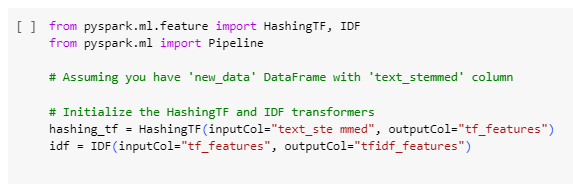 [ ] from pyspark.ml.feature import HashingTF, IDF
from pyspark.ml import Pipeline
# Assuming you have 'new_data' DataFrame with 'text_stemmed' column
# Initialize the HashingTF and IDF transformers
hashing_tf = HashingTF(inputCol="text_ste mmed", outputCol="tf_features")
idf = IDF(inputCol="tf_features", outputCol="tfidf_features")